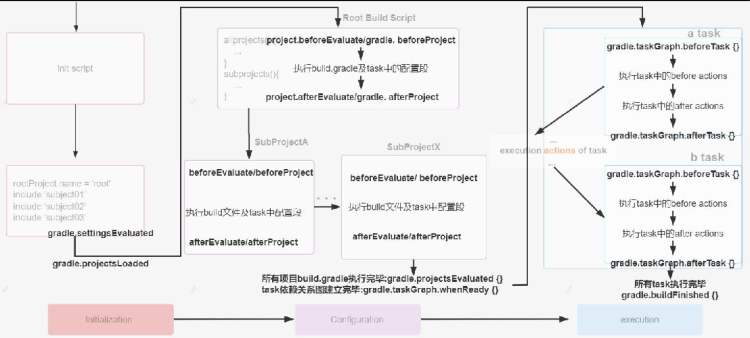 Init script
rootProject.name = 'root'
include 'subject01'
include 'subject02'
include 'subject03'
gradle.settingsEvaluated
gradle.projectsLoaded
Root Build Script
project.beforeEvaluate/gradle. beforeProject
...
执行build.gradle及task中的配置段
}
subprojects(){
...
}
project.afterEvaluate/gradle. afterProject
SubProjectA
beforeEvaluate/beforeProject
执行build文件及task中配置段
afterEvaluate/afterProject
...
SubProjectX
beforeEvaluate/ beforeProject
执行build文件及task中配置段
afterEvaluate/afterProject
所有项目build.gradle执行完毕:gradle.projectsEvaluated {}
task依赖关系图建立完毕:gradle.taskGraph.whenReady {}
a task
gradle.taskGraph.beforeTask {}
执行task中的before actions
执行task中的after actions
gradle.taskGraph.afterTask {}
...
execution actions of task
...
b task
gradle.taskGraph.beforeTask {}
执行task中的before actions
执行task中的after actions
gradle.taskGraph.afterTask {}
所有task执行完
gradle.buildFinished {}
Initialization
Configuration
execution